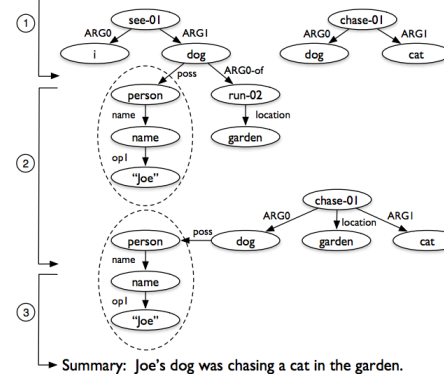 1
see-01
chase-01
ARG0
ARG1
ARG0
ARG1
i
dog
dog
cat
poss
ARG0-of
person
run-02
name
location
name
garden
op1
"Joe"
2
chase-01
ARG0
location
ARG1
person
poss
dog
garden
cat
name
name
3
op1
"Joe"
Summary: Joe's dog was chasing a cat in the garden.